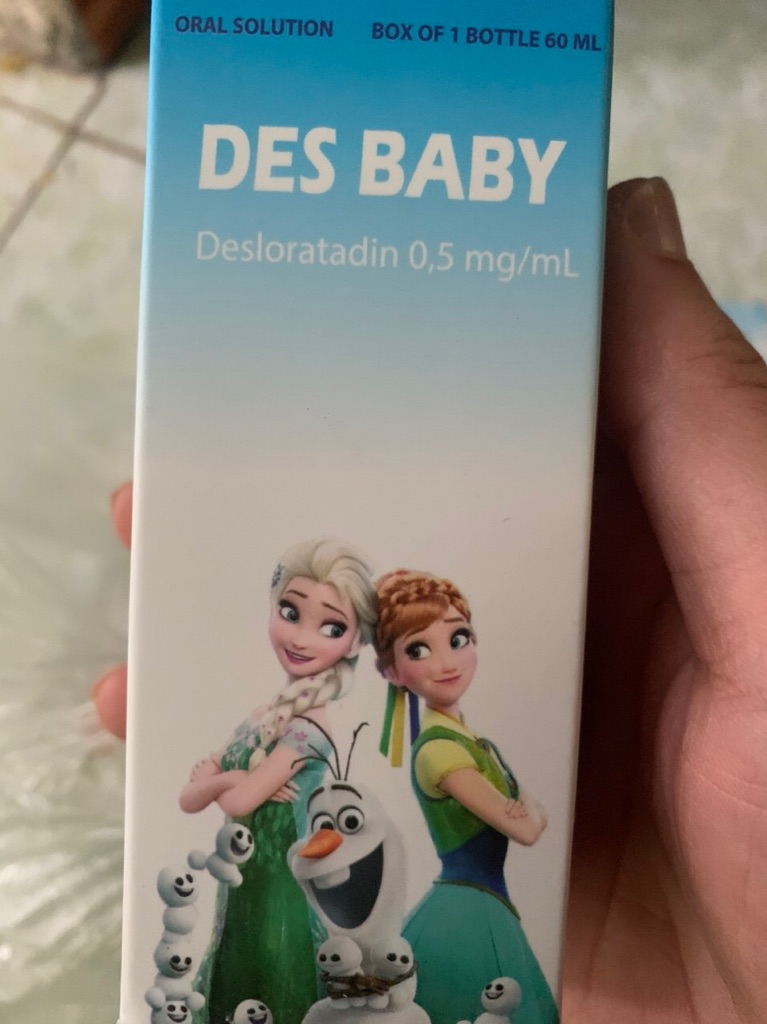 ORAL SOLUTION BOX OF 1 BOTTLE 60 ML
DES BABY
Desloratadin 0,5 mg/mL